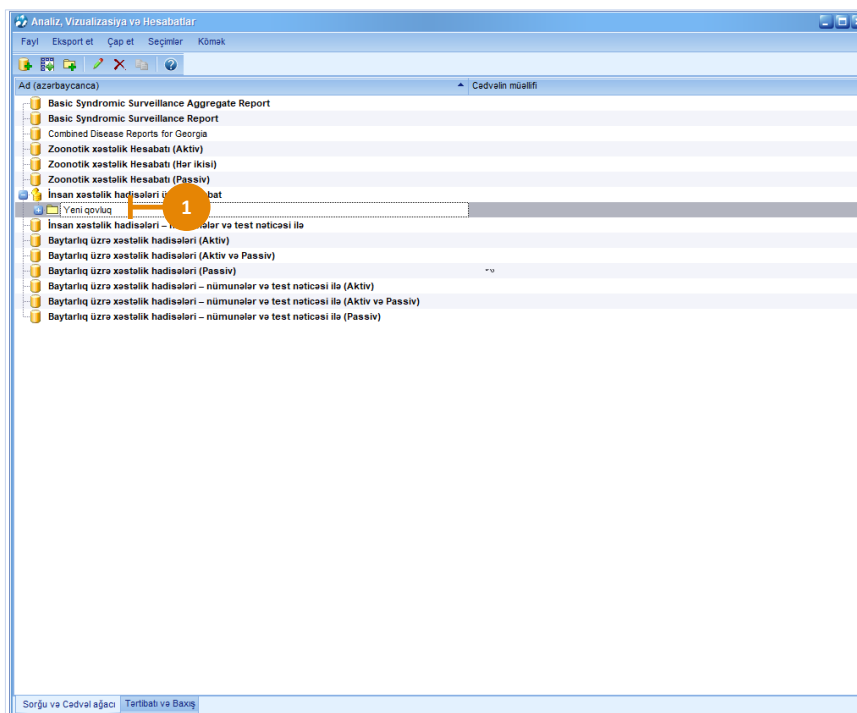 Analiz, Vizualizasiya və Hesabatlar
Fayl Eksport et Çap et Seçimlər Kömək
Ad (azərbaycanca) Cədvəlin müəllifi
Basic Syndromic Surveillance Aggregate Report
Basic Syndromic Surveillance Report
Combined Disease Reports for Georgia
Zoonotik xəstəlik Hesabatı (Aktiv)
Zoonotik xəstəlik Hesabatı (Hər ikisi)
Zoonotik xəstəlik Hesabatı (Passiv)
İnsan xəstəlik hadisələri
Yeni qovluq 1
İnsan xəstəlik hadisələri – və test nəticəsi ilə
Baytarlıq üzrə xəstəlik hadisələri (Aktiv)
Baytarlıq üzrə xəstəlik hadisələri (Aktiv və Passiv)
Baytarlıq üzrə xəstəlik hadisələri (Passiv)
Baytarlıq üzrə xəstəlik hadisələri – nümunələr və test nəticəsi ilə (Aktiv)
Baytarlıq üzrə xəstəlik hadisələri – nümunələr və test nəticəsi ilə (Aktiv və Passiv)
Baytarlıq üzrə xəstəlik hadisələri – nümunələr və test nəticəsi ilə (Passiv)
Sorğu və Cədvəl ağacı Tərtibatı və Baxış